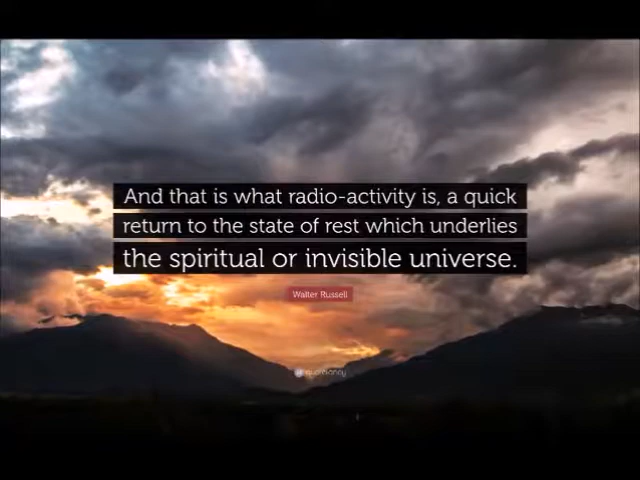 And that is what radio-activity is, a quick
return to the state of rest which underlies
the spiritual or invisible universe.
Walter Russell
quotefancy